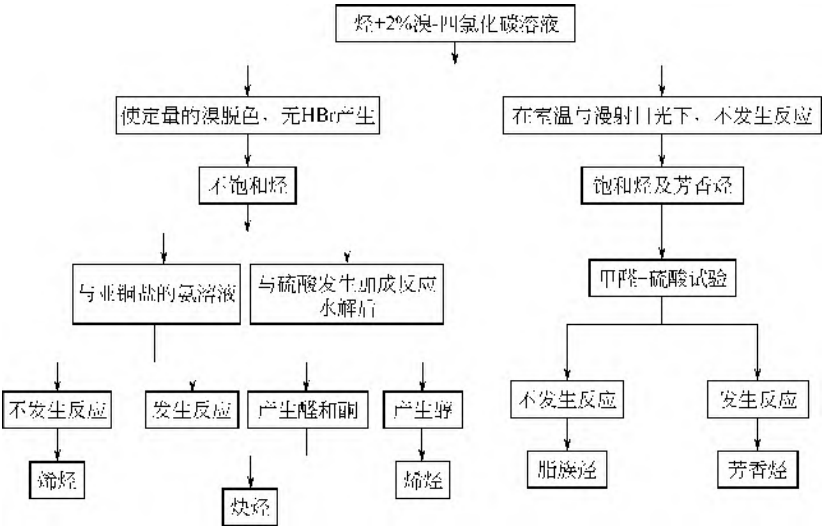 烃+2%溴-四氯化碳溶液
使定量的溴脱色、无HBr产生
在室温与漫射日光下，不发生反应
不饱和烃
饱和烃及芳香烃
与亚铜盐的氨溶液
与硫酸发生加成反应
水解后
甲醛-硫酸试验
不发生反应
发生反应
产生醛和酮
产生醇
不发生反应
发生反应
烯烃
炔烃
烯烃
脂族烃
芳香烃